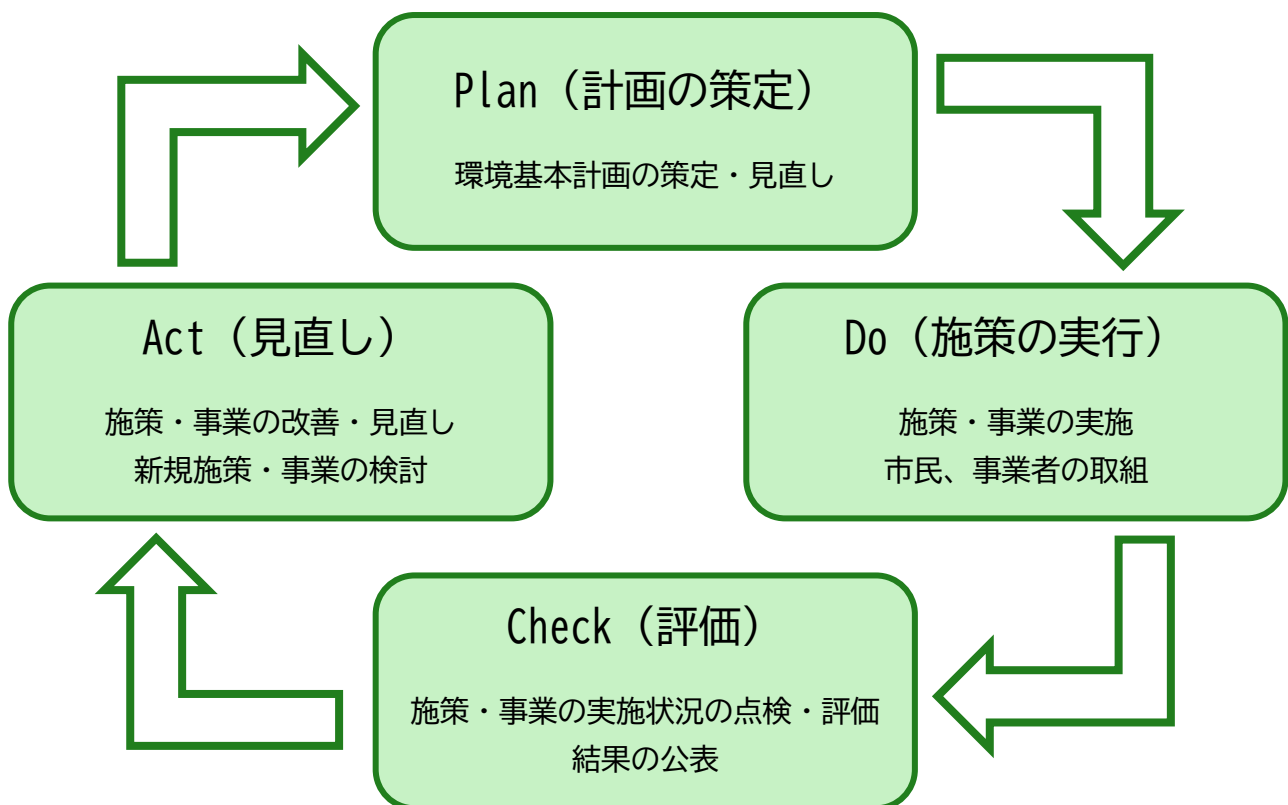 Plan（計画の策定）
環境基本計画の策定・見直し
Do（施策の実行）
施策・事業の実施
市民、事業者の取組
Check（評価）
施策・事業の実施状況の点検・評価
結果の公表
Act（見直し）
施策・事業の改善・見直し
新規施策・事業の検討